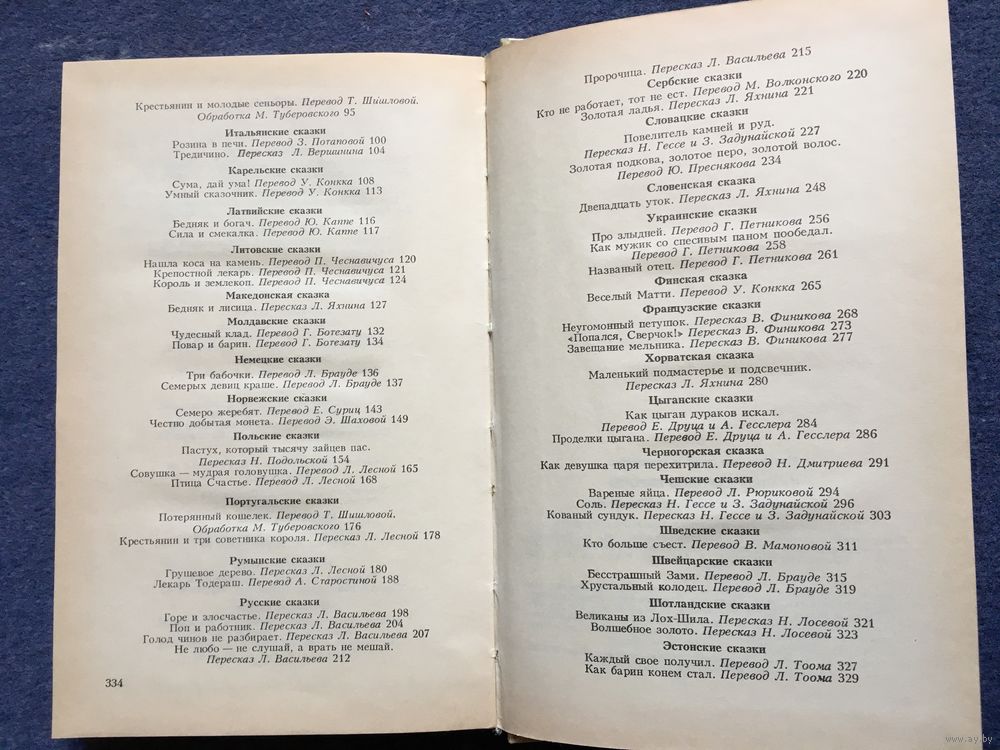 Крестьянин и молодые сеньоры. Перевод Т. Шишловой.
Обработка М. Туберовского 95
Итальянские сказки
Розина в печи. Перевод З. Потаповой 100
Тредичино. Пересказ Л. Вершинина 104
Карельские сказки
Сума, дай ума! Перевод У. Конкка 108
Умный сказочник. Перевод У. Конкка 113
Латвийские сказки
Бедняк и богач. Перевод Ю. Каппе 116
Сила и смекалка. Перевод Ю. Каппе 117
Литовские сказки
Нашла коса на камень. Перевод П. Чеснавичуса 120
Крепостной лекарь. Перевод П. Чеснавичуса 121
Король и землекоп. Перевод П. Чеснавичуса 124
Македонская сказка
Бедняк и лисица. Пересказ Л. Яхнина 127
Молдавские сказки
Чудесный клад. Перевод Г. Ботезату 132
Повар и барин. Перевод Г. Ботезату 134
Немецкие сказки
Три бабочки. Перевод Л. Брауде 136
Семерых девиц краше. Перевод Л. Брауде 137
Норвежские сказки
Семеро жеребят. Перевод Е. Суриц 143
Честно добытая монета. Перевод Э. Шаховой 149
Польские сказки
Пастух, который тысячу зайцев пас.
Пересказ Н. Подольской 154
Совушка — мудрая головушка. Перевод Л. Лесной 165
Птица Счастье. Перевод Л. Лесной 168
Португальские сказки
Потерянный кошелек. Перевод Т. Шишловой.
Обработка М. Туберовского 176
Крестьянин и три советника короля. Пересказ Л. Лесной 178
Румынские сказки
Грушевое дерево. Пересказ Л. Лесной 180
Лекарь Тодераш. Перевод А. Старостиной 188
Русские сказки
Горе и злосчастье. Пересказ Л. Васильева 198
Поп и работник. Пересказ Л. Васильева 204
Голод чинов не разбирает. Пересказ Л. Васильева 207
Не любо — не слушай, а врать не мешай.
Пересказ Л. Васильева 212
334
Пророчица. Пересказ Л. Васильева 215
Сербские сказки
Кто не работает, тот не ест. Перевод М. Волконского 220
Золотая ладья. Пересказ Л. Яхнина 221
Словацкие сказки
Повелитель камней и руд.
Пересказ Н. Гессе и З. Задунайской 227
Золотая подкова, золотое перо, золотой волос.
Перевод Ю. Преснякова 234
Словенская сказка
Двенадцать уток. Пересказ Л. Яхнина 248
Украинские сказки
Про злыдней. Перевод Г. Петникова 256
Как мужик со спесивым паном пообедал.
Перевод Г. Петникова 258
Названый отец. Перевод Г. Петникова 261
Финская сказка
Веселый Матти. Перевод У. Конкка 265
Французские сказки
Неугомонный петушок. Пересказ В. Финикова 268
«Попался, Сверчок!» Пересказ В. Финикова 273
Завещание мельника. Пересказ В. Финикова 277
Хорватская сказка
Маленький подмастерье и подсвечник.
Пересказ Л. Яхнина 280
Цыганские сказки
Как цыган дураков искал.
Перевод Е. Друца и А. Гесслера 284
Проделки цыгана. Перевод Е. Друца и А. Гесслера 286
Черногорская сказка
Как девушка царя перехитрила. Перевод Н. Дмитриева 291
Чешские сказки
Вареные яйца. Перевод Л. Рюриковой 294
Соль. Пересказ Н. Гессе и З. Задунайской 296
Кованый сундук. Пересказ Н. Гессе и З. Задунайской 303
Шведские сказки
Кто больше съест. Перевод В. Мамоновой 311
Швейцарские сказки
Бесстрашный Зами. Перевод Л. Брауде 315
Хрустальный колодец. Перевод Л. Брауде 319
Шотландские сказки
Великаны из Лох-Шила. Пересказ Н. Лосевой 321
Волшебное золото. Пересказ Н. Лосевой 323
Эстонские сказки
Каждый свое получил. Перевод Л. Тоома 327
Как барин конем стал. Перевод Л. Тоома 329
www.ay.by